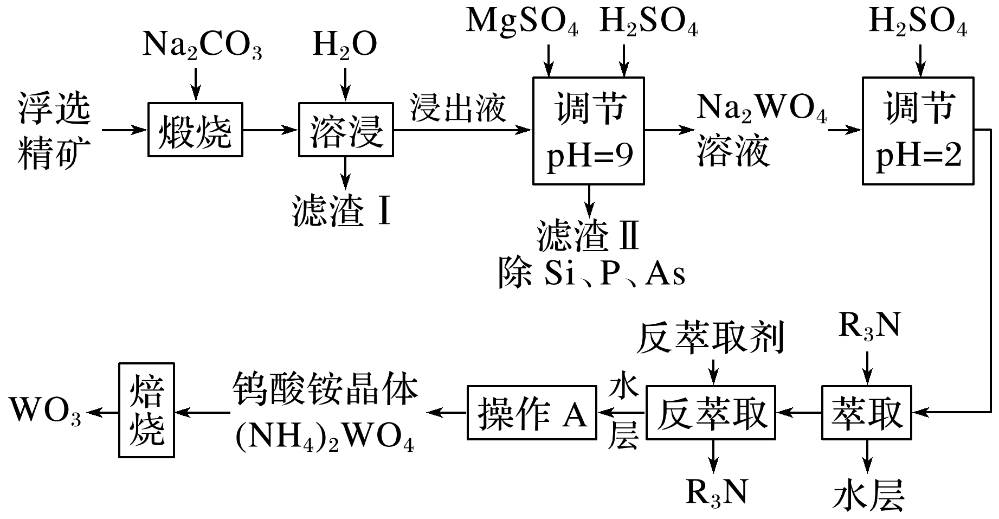 MgSO₄ H₂SO₄
H₂SO₄
Na₂CO₃
H₂O
浮选
精矿
煅烧
溶浸
浸出液
调节
pH=9
Na₂WO₄
溶液
调节
pH=2
滤渣Ⅰ
滤渣Ⅱ
除 Si、P、As
R₃N
反萃取剂
萃取
反萃取
水
层
操作 A
钨酸铵晶体
(NH₄)₂WO₄
焙
烧
WO₃
R₃N
水层